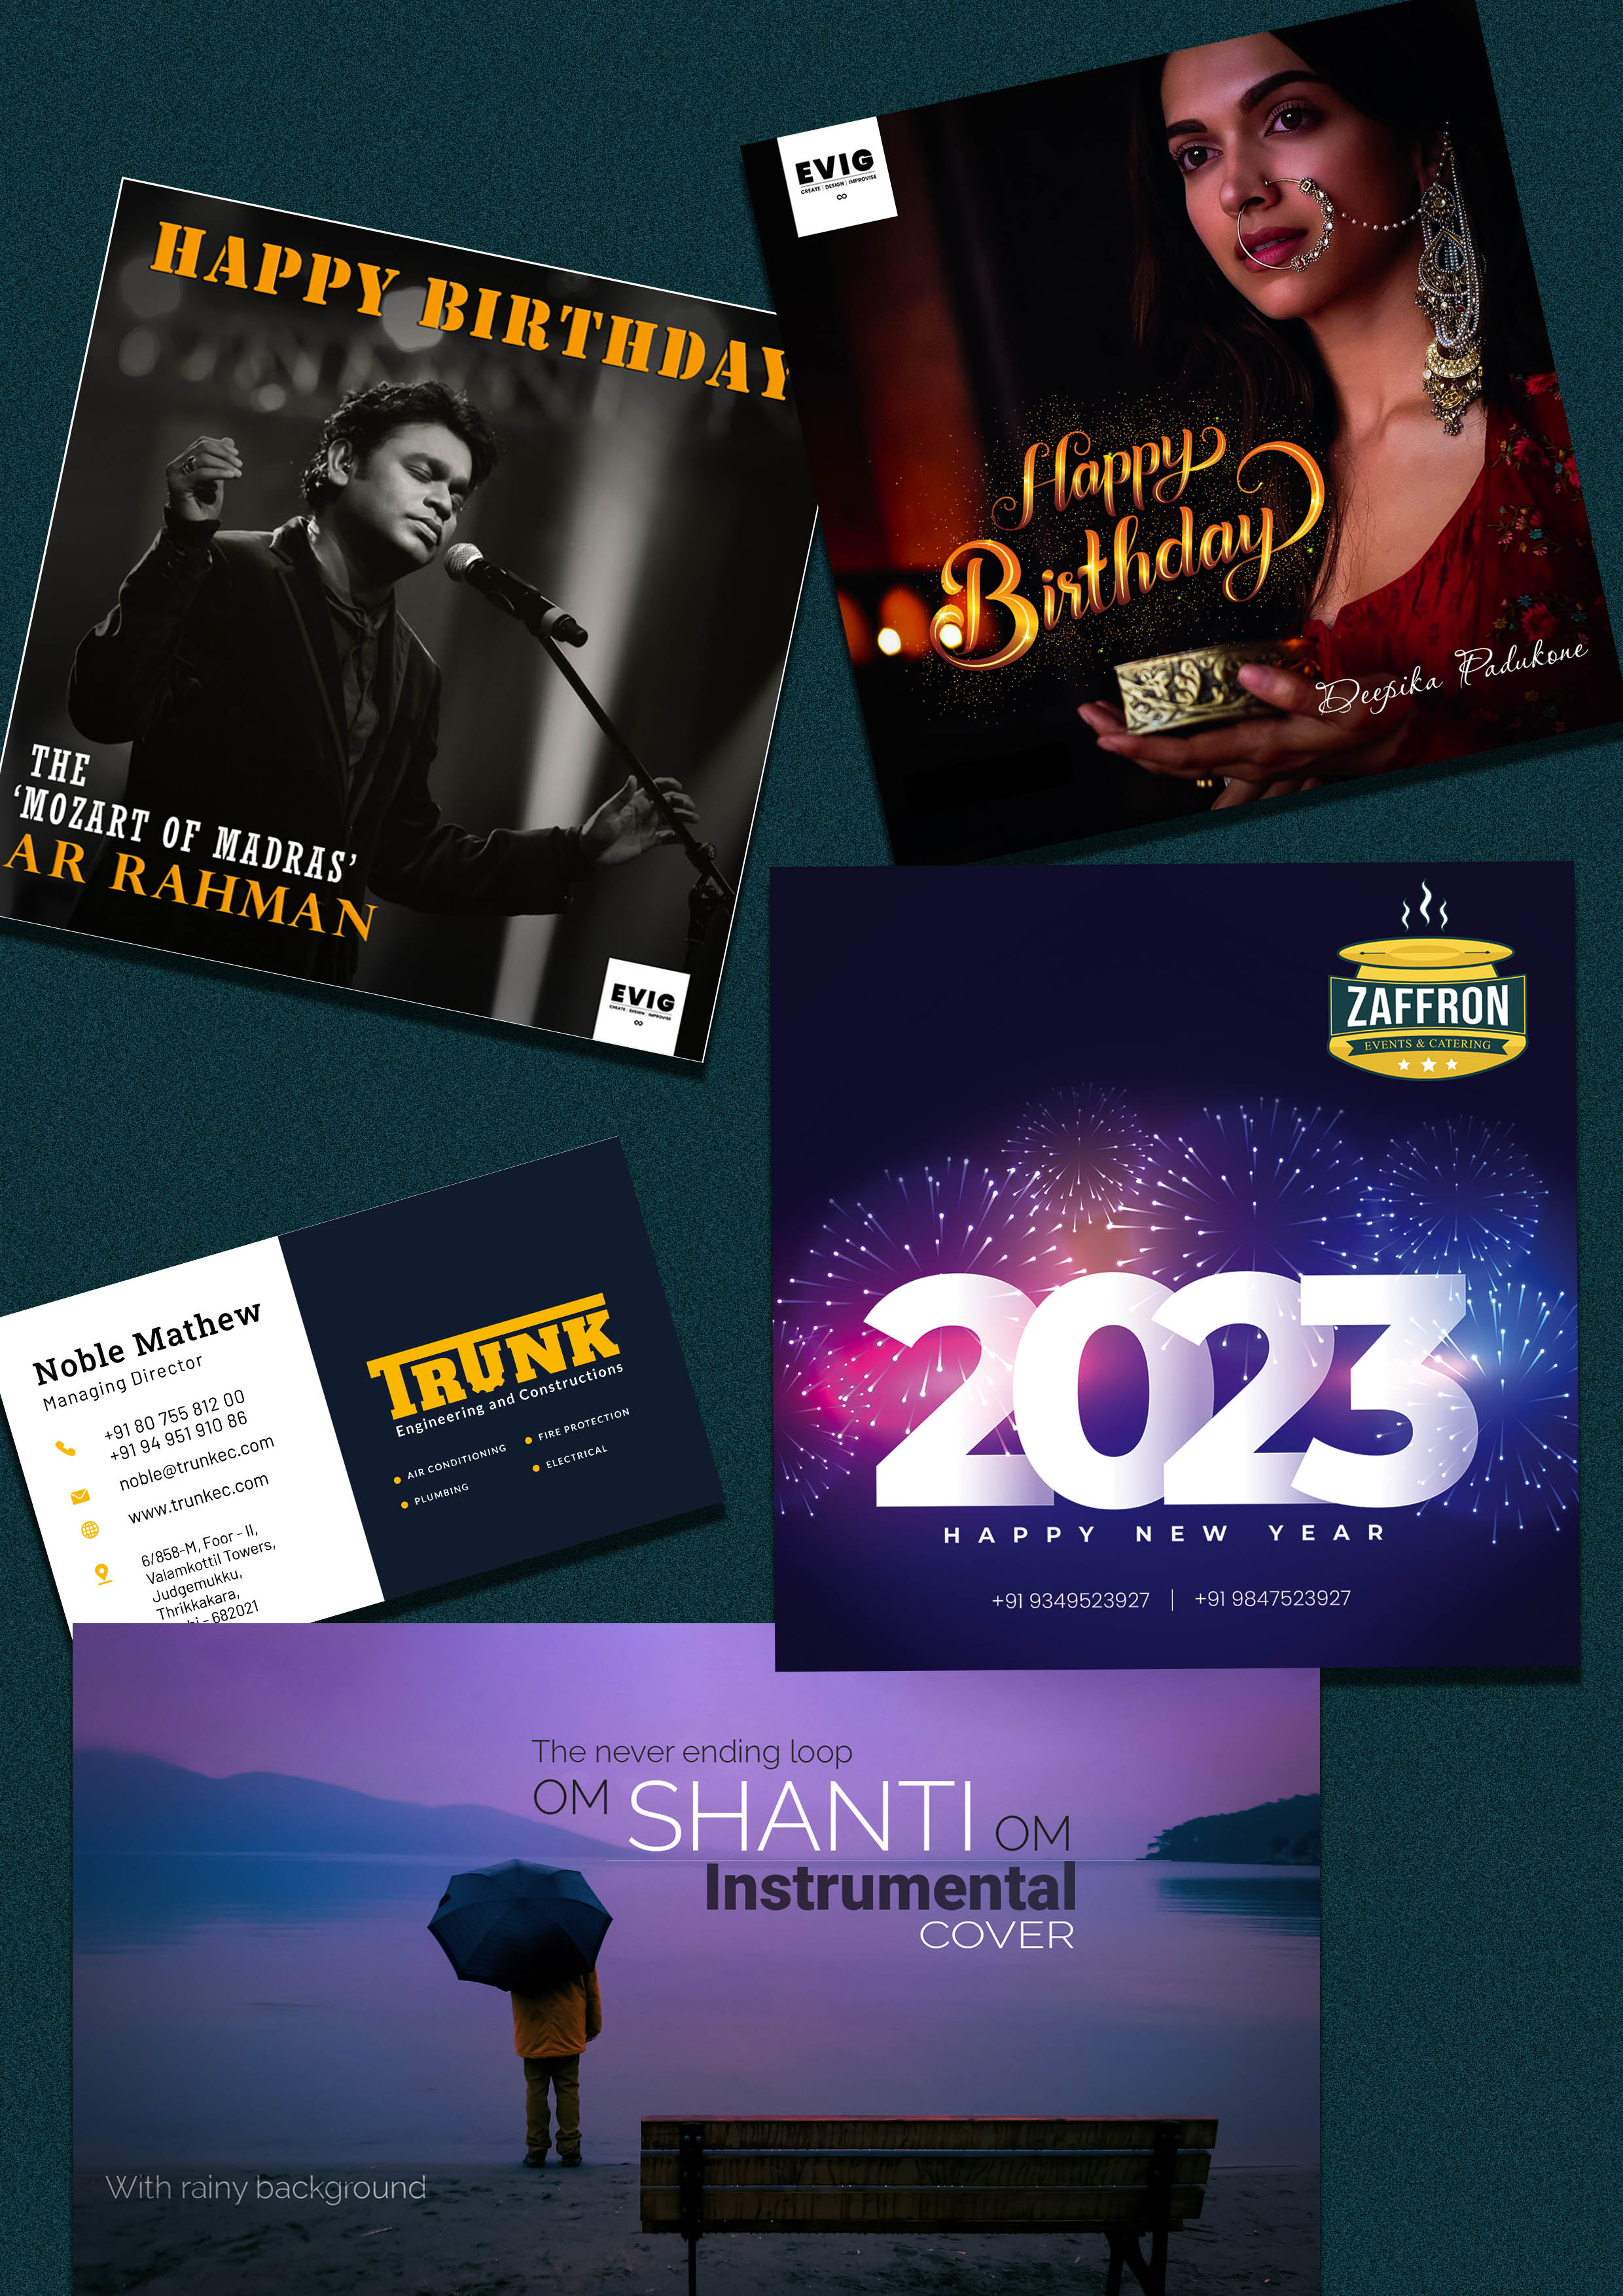 HAPPY BIRTHDAY
THE
‘MOZART OF MADRAS’
AR RAHMAN
EVIG
CREATE | DESIGN | IMPROVISE
EVIG
CREATE | DESIGN | IMPROVISE
Happy
Birthday
Deepika Padukone
ZAFFRON
EVENTS & CATERING
2023
HAPPY NEW YEAR
+91 9349523927 | +91 9847523927
Noble Mathew
Managing Director
+91 80 755 812 00
+91 94 951 910 86
noble@trunkec.com
www.trunkec.com
6/858-M, Foor - II,
Valamkottil Towers,
Judgemukku,
Thrikkakara,
- 682021
TRUNK
Engineering and Constructions
AIR CONDITIONING
FIRE PROTECTION
PLUMBING
ELECTRICAL
The never ending loop
OM SHANTI OM
Instrumental
COVER
With rainy background